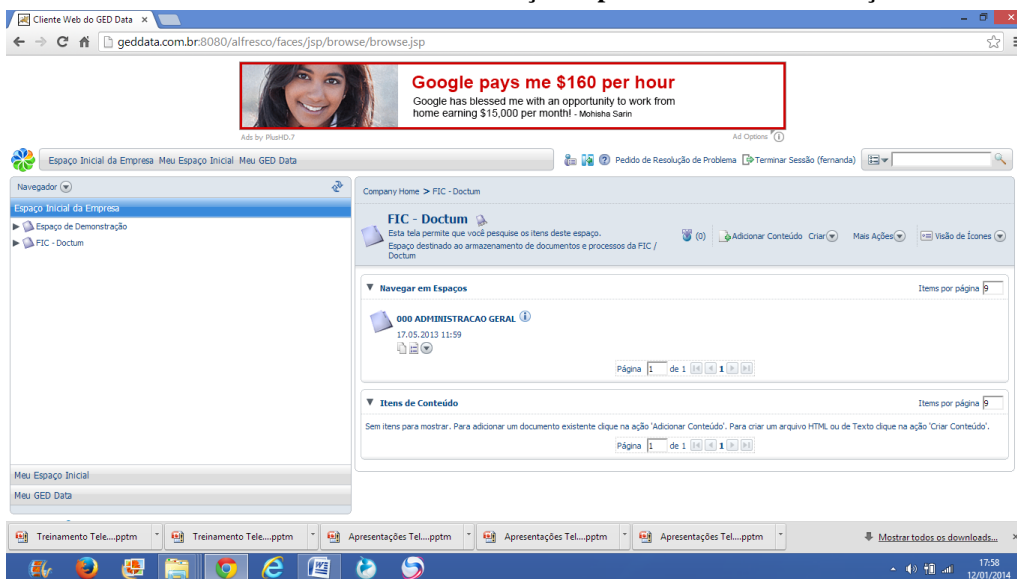 Cliente Web do GED Data
geddata.com.br:8080/alfresco/faces/jsp/browse/browse.jsp
Google pays me $160 per hour
Google has blessed me with an opportunity to work from
home earning $15,000 per month! - Mohisha Sarin
Ads by PlusHD.7 Ad Options
Espaço Inicial da Empresa Meu Espaço Inicial Meu GED Data Pedido de Resolução de Problema Terminar Sessão (fernanda)
Navegador
Espaço Inicial da Empresa
Espaço de Demonstração
FIC - Doctum
Meu Espaço Inicial
Meu GED Data
Company Home > FIC - Doctum
FIC - Doctum
Esta tela permite que você pesquise os itens deste espaço.
Espaço destinado ao armazenamento de documentos e processos da FIC /
Doctum
(0) Adicionar Conteúdo Criar Mais Ações Visão de Ícones
Navegar em Espaços Items por página 9
000 ADMINISTRACAO GERAL
17.05.2013 11:59
Página 1 de 1 1
Itens de Conteúdo Items por página 9
Sem itens para mostrar. Para adicionar um documento existente clique na ação 'Adicionar Conteúdo'. Para criar um arquivo HTML ou de Texto clique na ação 'Criar Conteúdo'.
Página 1 de 1 1
Treinamento Tele....pptm Treinamento Tele....pptm Apresentações Tel....pptm Apresentações Tel....pptm Apresentações Tel....pptm Mostrar todos os downloads...
17:58
12/01/2014